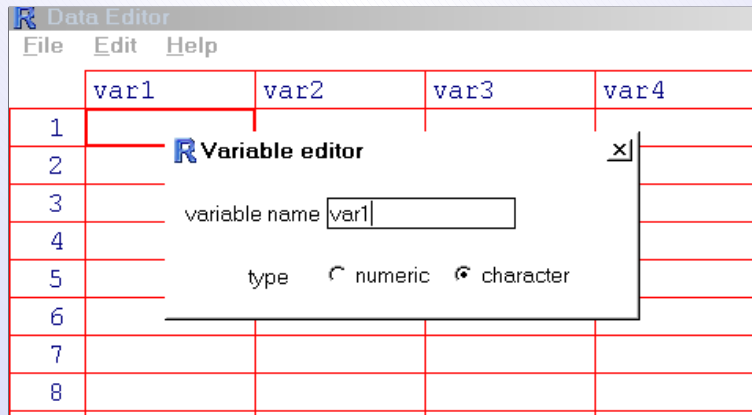 R Data Editor
File Edit Help
var1 var2 var3 var4
1
2
R Variable editor
3
variable name var1
4
5
type numeric character
6
7
8